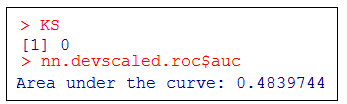 > KS
[1] 0
> nn.devscaled.roc$auc
Area under the curve: 0.4839744